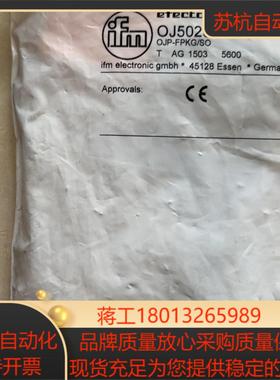 efector
苏杭自动化
ifm
OJ502
OJP-FPKG/SO
T AG 1503 5600
ifm electronic gmbh * 45128 Essen * Germa
Approvals:
蒋工18013265989
自动化
品牌质量放心采购质量保
开票
现货充足为您提供稳定可